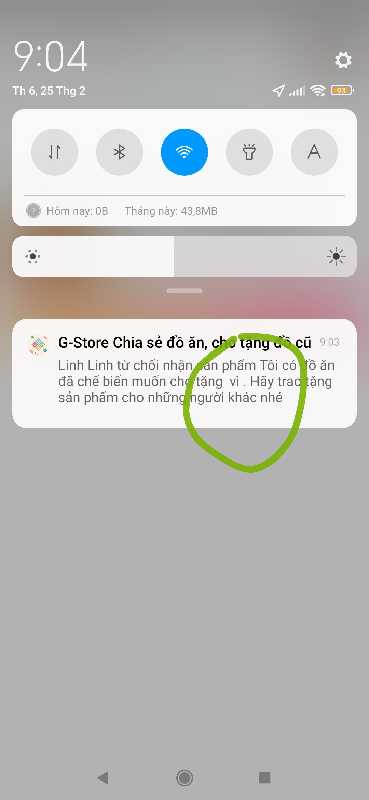 9:04
Th 6, 25 Thg 2
93
Hôm nay: 0B Tháng này: 43,8MB
G-Store Chia sẻ đồ ăn, cho tặng đồ cũ 9:03
Linh Linh từ chối nhận sản phẩm Tôi có đồ ăn
đã chế biến muốn cho tặng vì . Hãy trao tặng
sản phẩm cho những người khác nhé